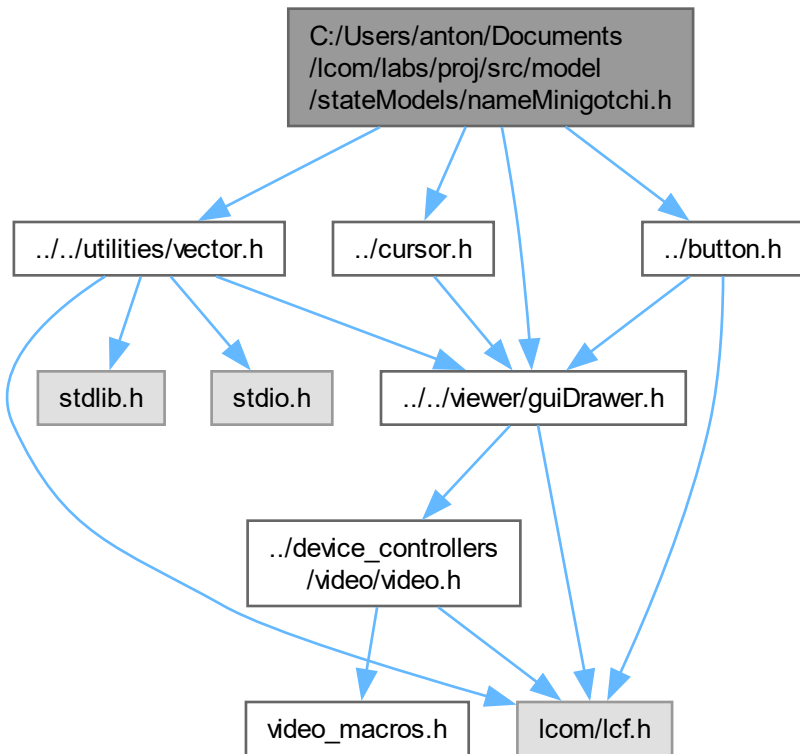 C:/Users/anton/Documents
/lcom/labs/proj/src/model
/stateModels/nameMinigotchi.h
../../utilities/vector.h
../cursor.h
../button.h
stdlib.h
stdio.h
../../viewer/guiDrawer.h
../device_controllers
/video/video.h
video_macros.h
lcom/lcf.h